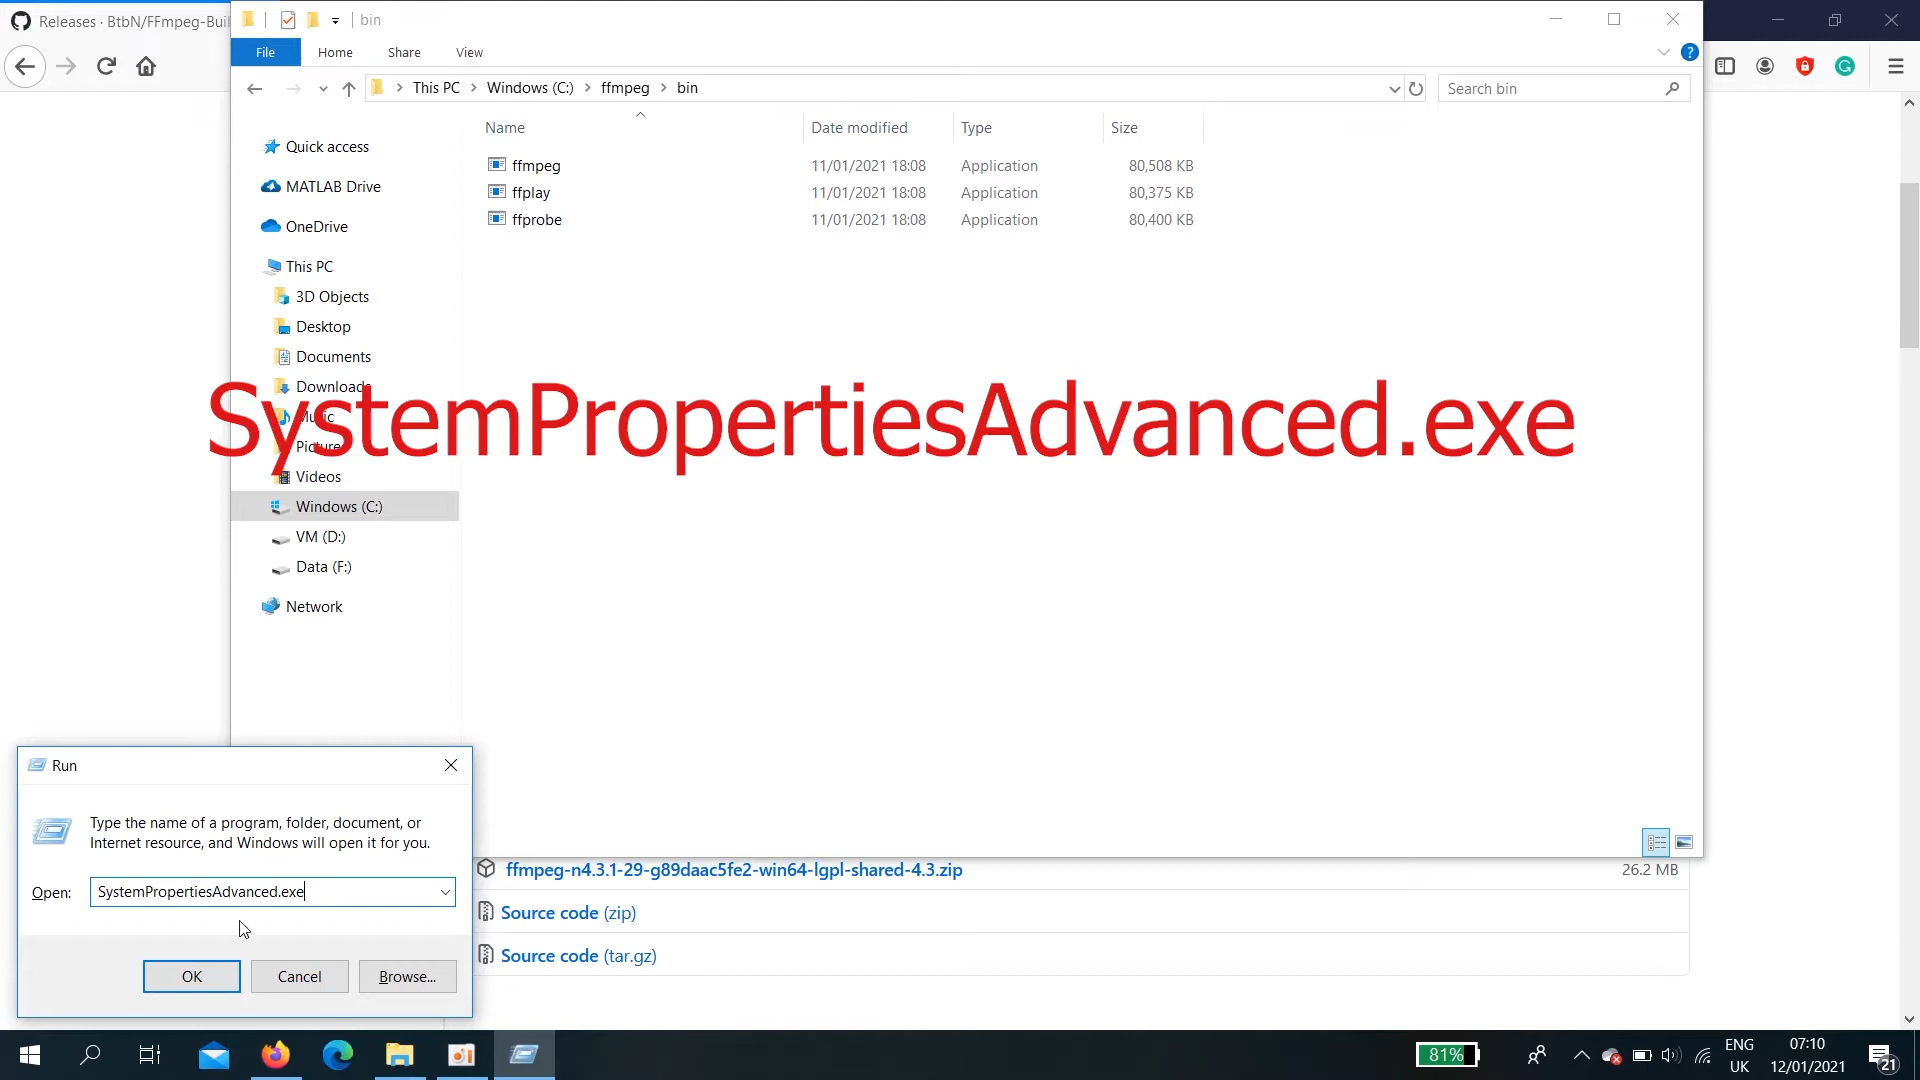 Releases · BtbN/FFmpeg-Buil
bin
File
Home
Share
View
This PC
Windows (C:)
ffmpeg
bin
Search bin
Name
Date modified
Type
Size
ffmpeg
11/01/2021 18:08
Application
80,508 KB
ffplay
11/01/2021 18:08
Application
80,375 KB
ffprobe
11/01/2021 18:08
Application
80,400 KB
Quick access
MATLAB Drive
OneDrive
This PC
3D Objects
Desktop
Documents
Downloads
Music
Pictures
Videos
Windows (C:)
VM (D:)
Data (F:)
Network
SystemPropertiesAdvanced.exe
Run
Type the name of a program, folder, document, or
Internet resource, and Windows will open it for you.
Open:
SystemPropertiesAdvanced.exe
OK
Cancel
Browse...
ffmpeg-n4.3.1-29-g89daac5fe2-win64-lgpl-shared-4.3.zip
26.2 MB
Source code (zip)
Source code (tar.gz)
81%
ENG
UK
07:10
12/01/2021
21